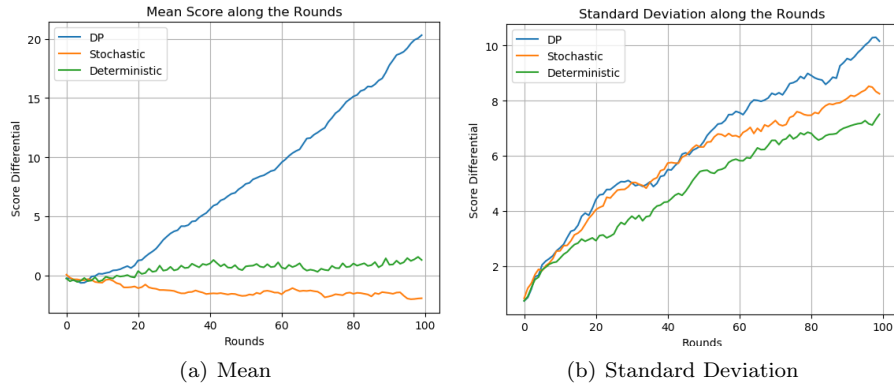 Mean Score along the Rounds
DP
Stochastic
Deterministic
20
15
10
5
0
Score Differential
0
20
40
60
80
100
Rounds
(a) Mean
Standard Deviation along the Rounds
DP
Stochastic
Deterministic
10
8
6
4
2
Score Differential
0
20
40
60
80
100
Rounds
(b) Standard Deviation